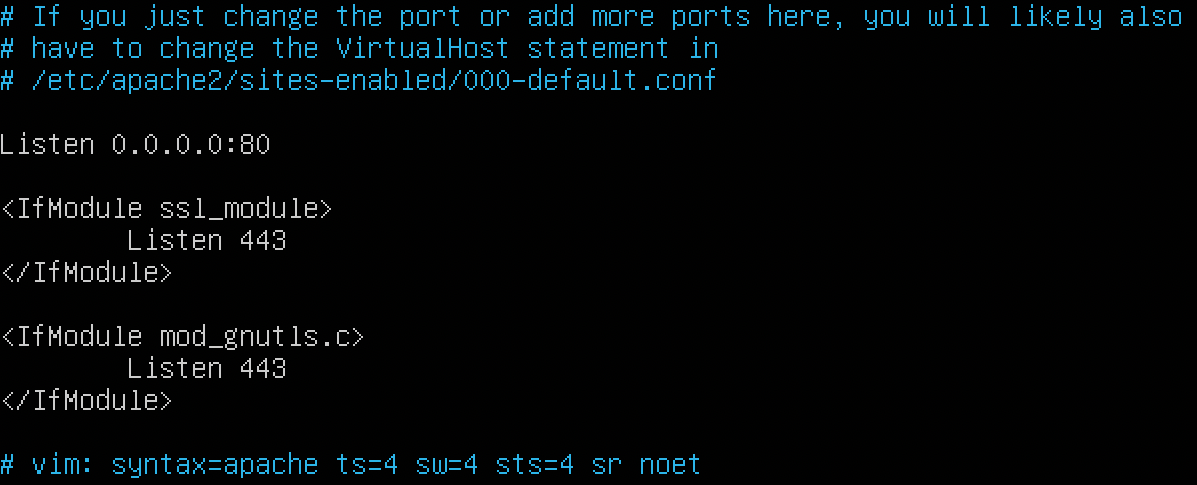 # If you just change the port or add more ports here, you will likely also
# have to change the VirtualHost statement in
# /etc/apache2/sites-enabled/000-default.conf
Listen 0.0.0.0:80
<IfModule ssl_module>
Listen 443
</IfModule>
<IfModule mod_gnutls.c>
Listen 443
</IfModule>
# vim: syntax=apache ts=4 sw=4 sts=4 sr noet